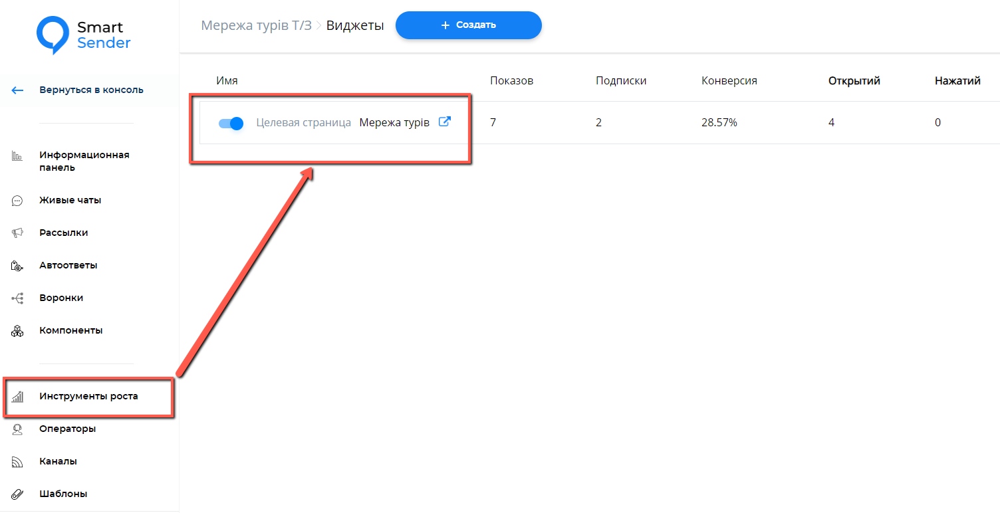 Smart
Sender
Мережа турів Т/З
Виджеты
+ Создать
Вернуться в консоль
Имя
Показов
Подписки
Конверсия
Открытий
Нажатий
Целевая страница
Мережа турів
7
2
28.57%
4
0
Информационная
панель
Живые чаты
Рассылки
Автоответы
Воронки
Компоненты
Инструменты роста
Операторы
Каналы
Шаблоны